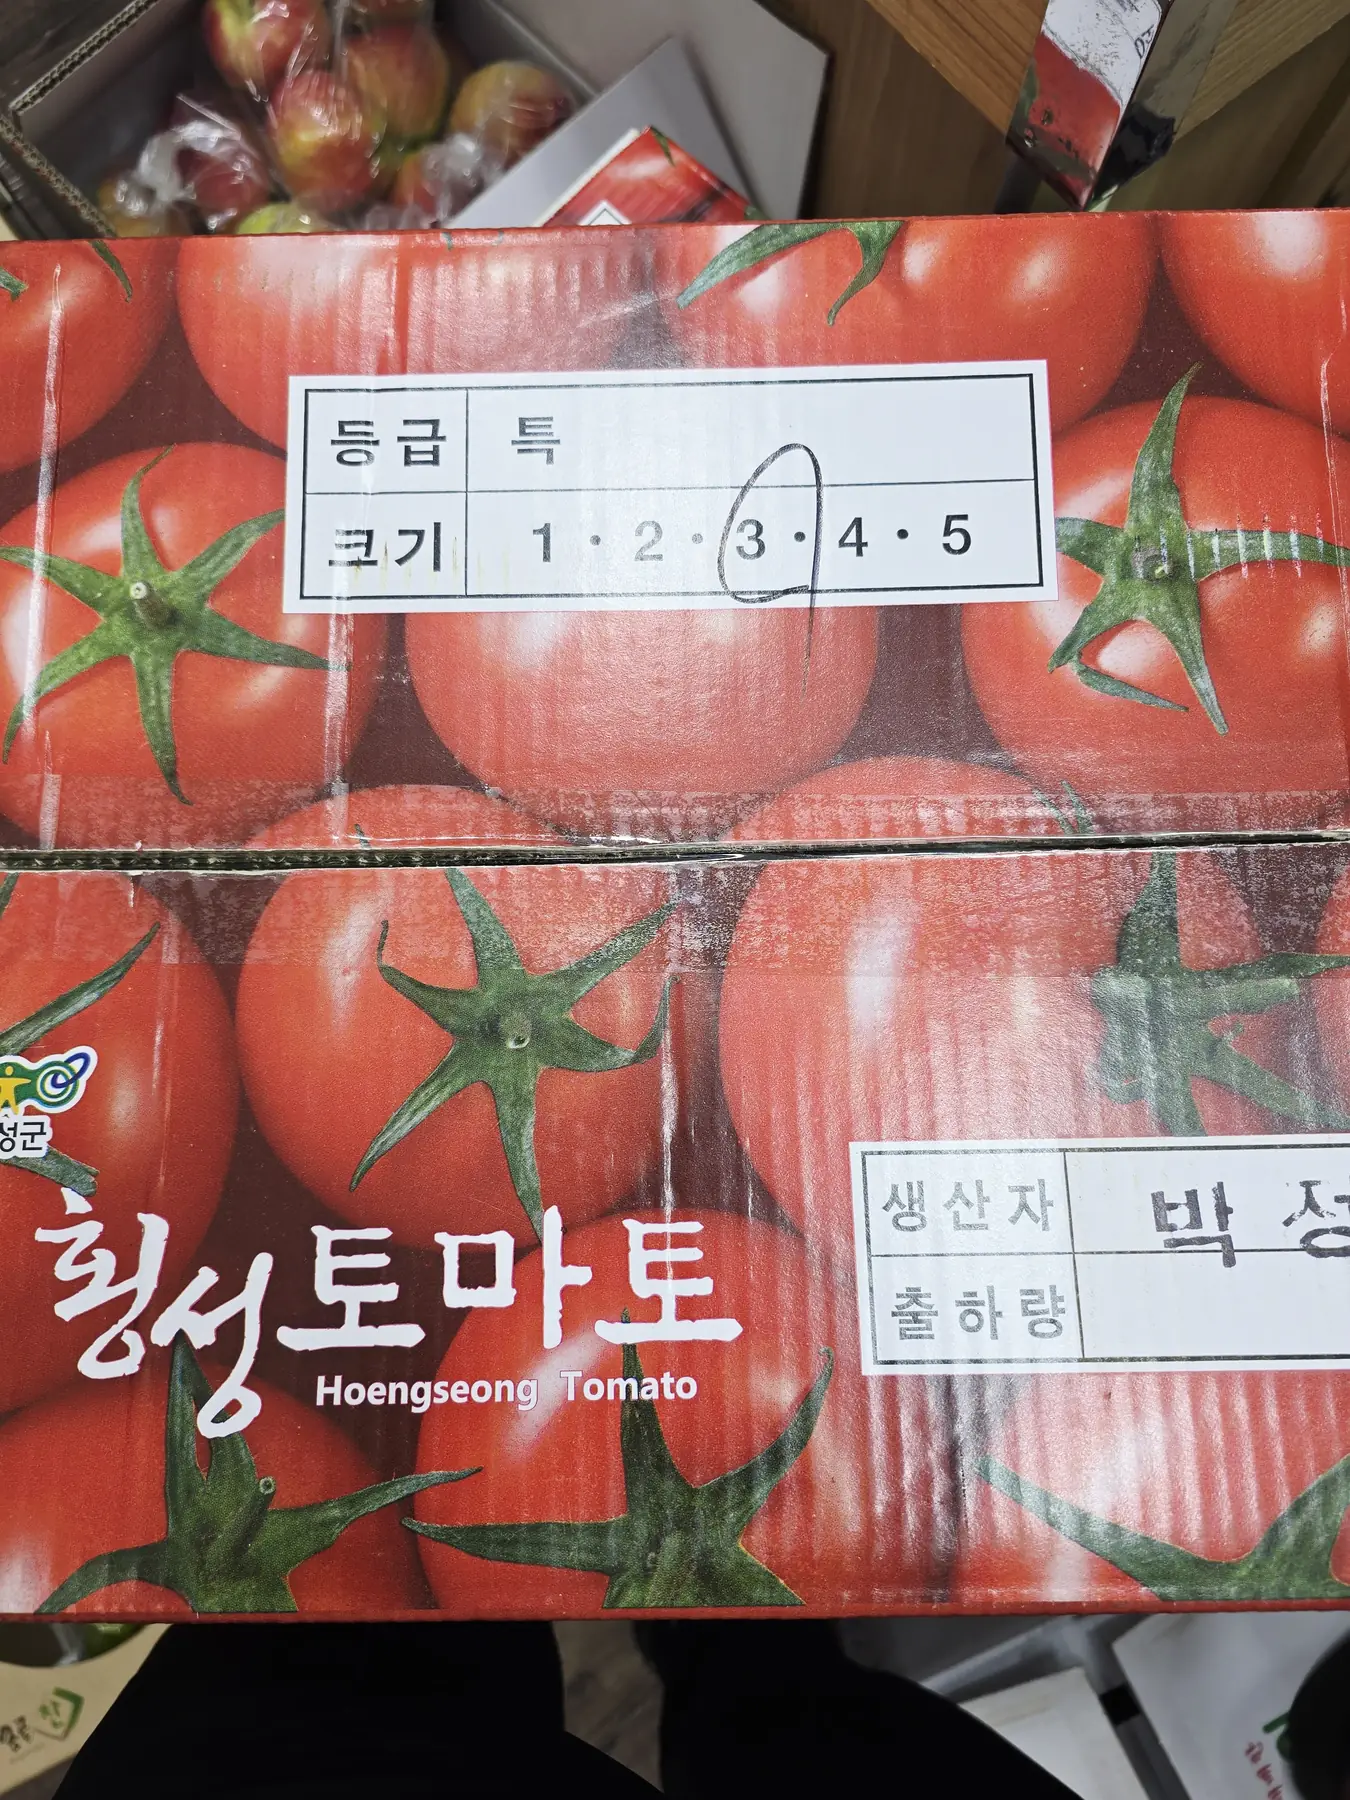 등급 특
크기 1·2·3·4·5
성군
횡성토마토
Hoengseong Tomato
생산자 박성
출하량